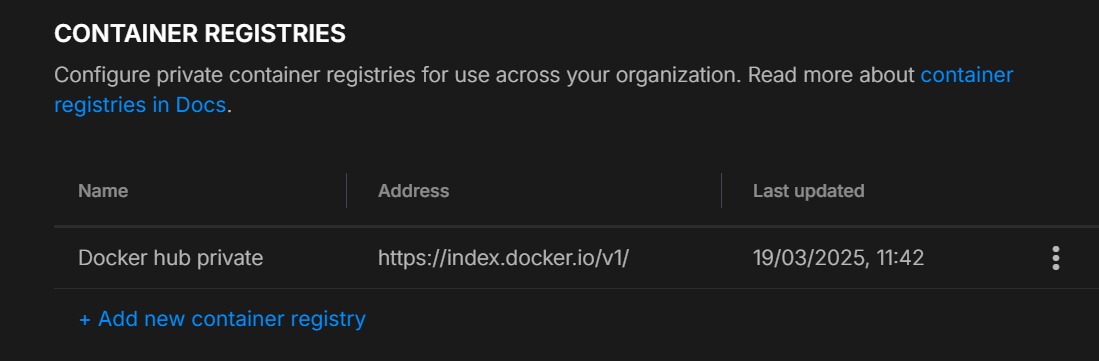 CONTAINER REGISTRIES
Configure private container registries for use across your organization. Read more about container
registries in Docs.
Name Address Last updated
Docker hub private https://index.docker.io/v1/ 19/03/2025, 11:42
+ Add new container registry